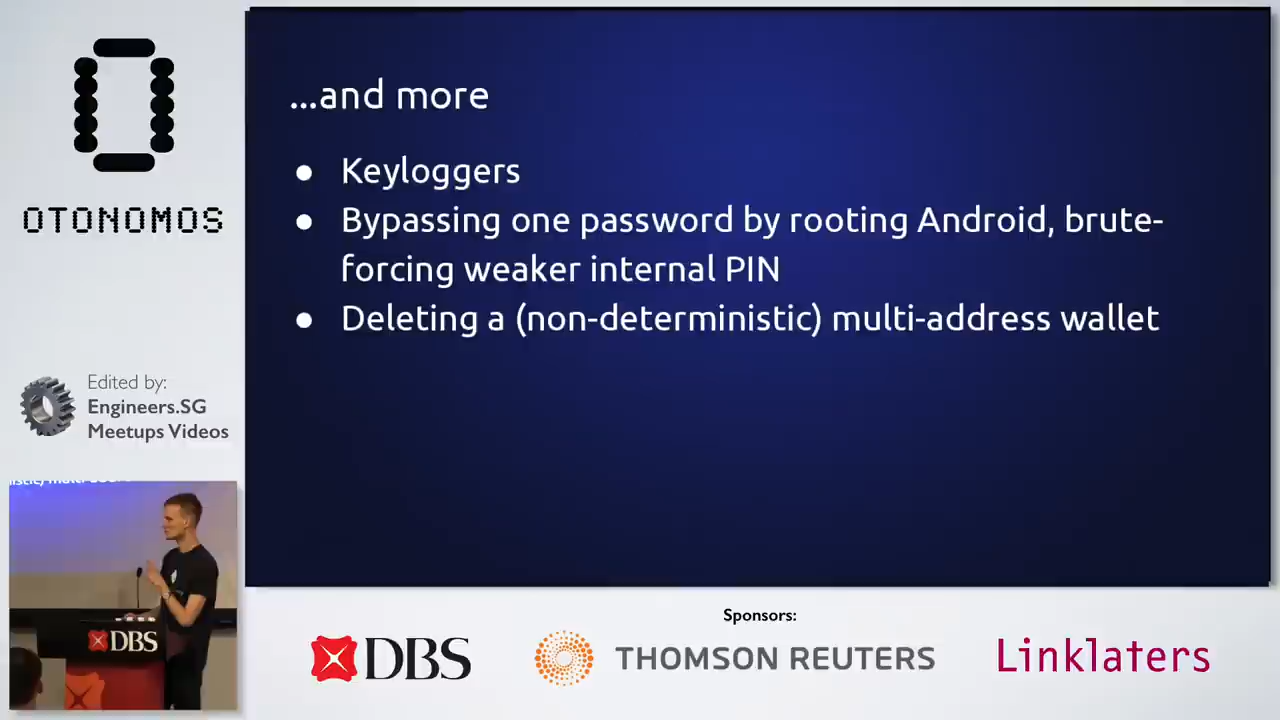 ...and more
● Keyloggers
● Bypassing one password by rooting Android, brute-
forcing weaker internal PIN
● Deleting a (non-deterministic) multi-address wallet
OTONOMOS
Edited by:
Engineers.SG
Meetups Videos
DBS
Sponsors:
DBS
THOMSON REUTERS
Linklaters